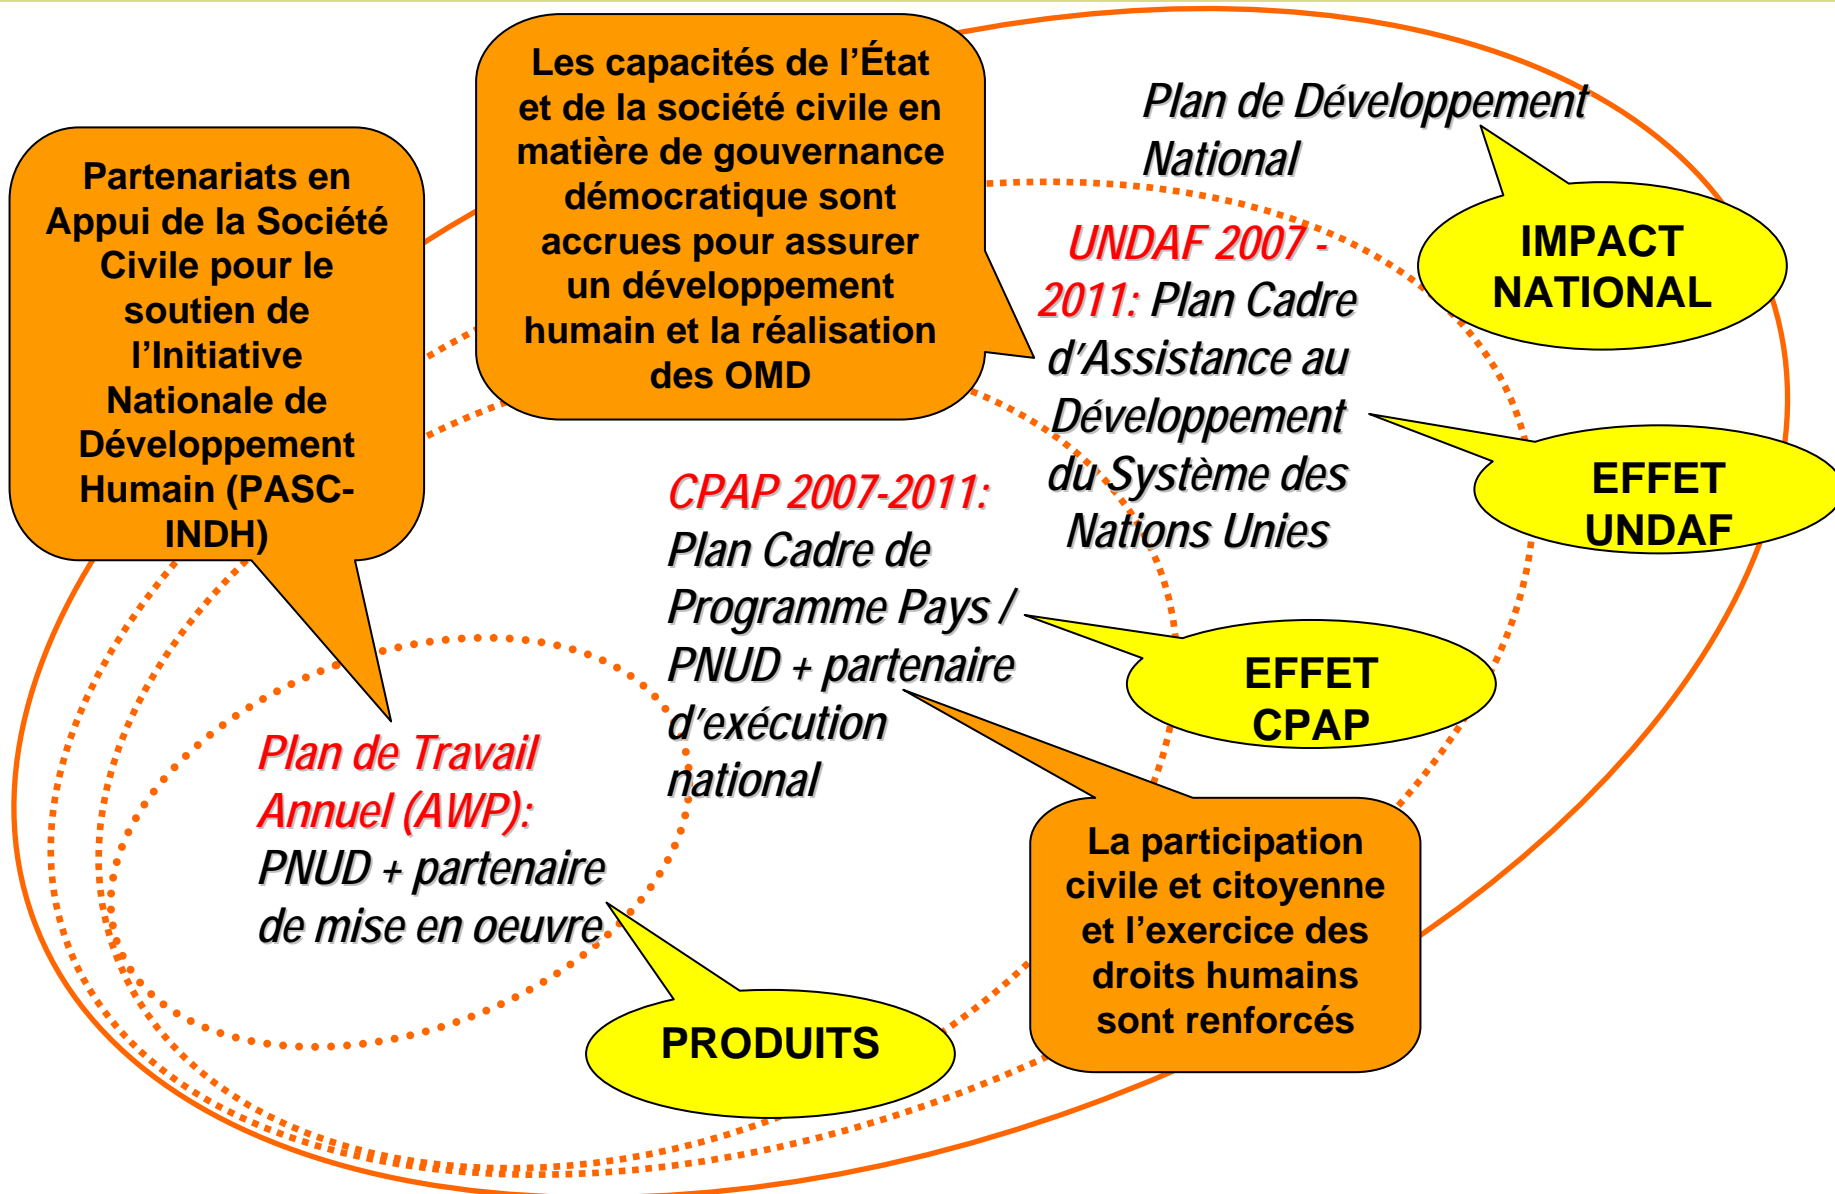 Les capacités de l’État
et de la société civile en
matière de gouvernance
démocratique sont
accrues pour assurer
un développement
humain et la réalisation
des OMD
Partenariats en
Appui de la Société
Civile pour le
soutien de
l’Initiative
Nationale de
Développement
Humain (PASC-
INDH)
Plan de Développement
National
IMPACT
NATIONAL
UNDAF 2007 -
2011: Plan Cadre
d’Assistance au
Développement
du Système des
Nations Unies
EFFET
UNDAF
CPAP 2007-2011:
Plan Cadre de
Programme Pays /
PNUD + partenaire
d’exécution
national
EFFET
CPAP
Plan de Travail
Annuel (AWP):
PNUD + partenaire
de mise en oeuvre
La participation
civile et citoyenne
et l’exercice des
droits humains
sont renforcés
PRODUITS